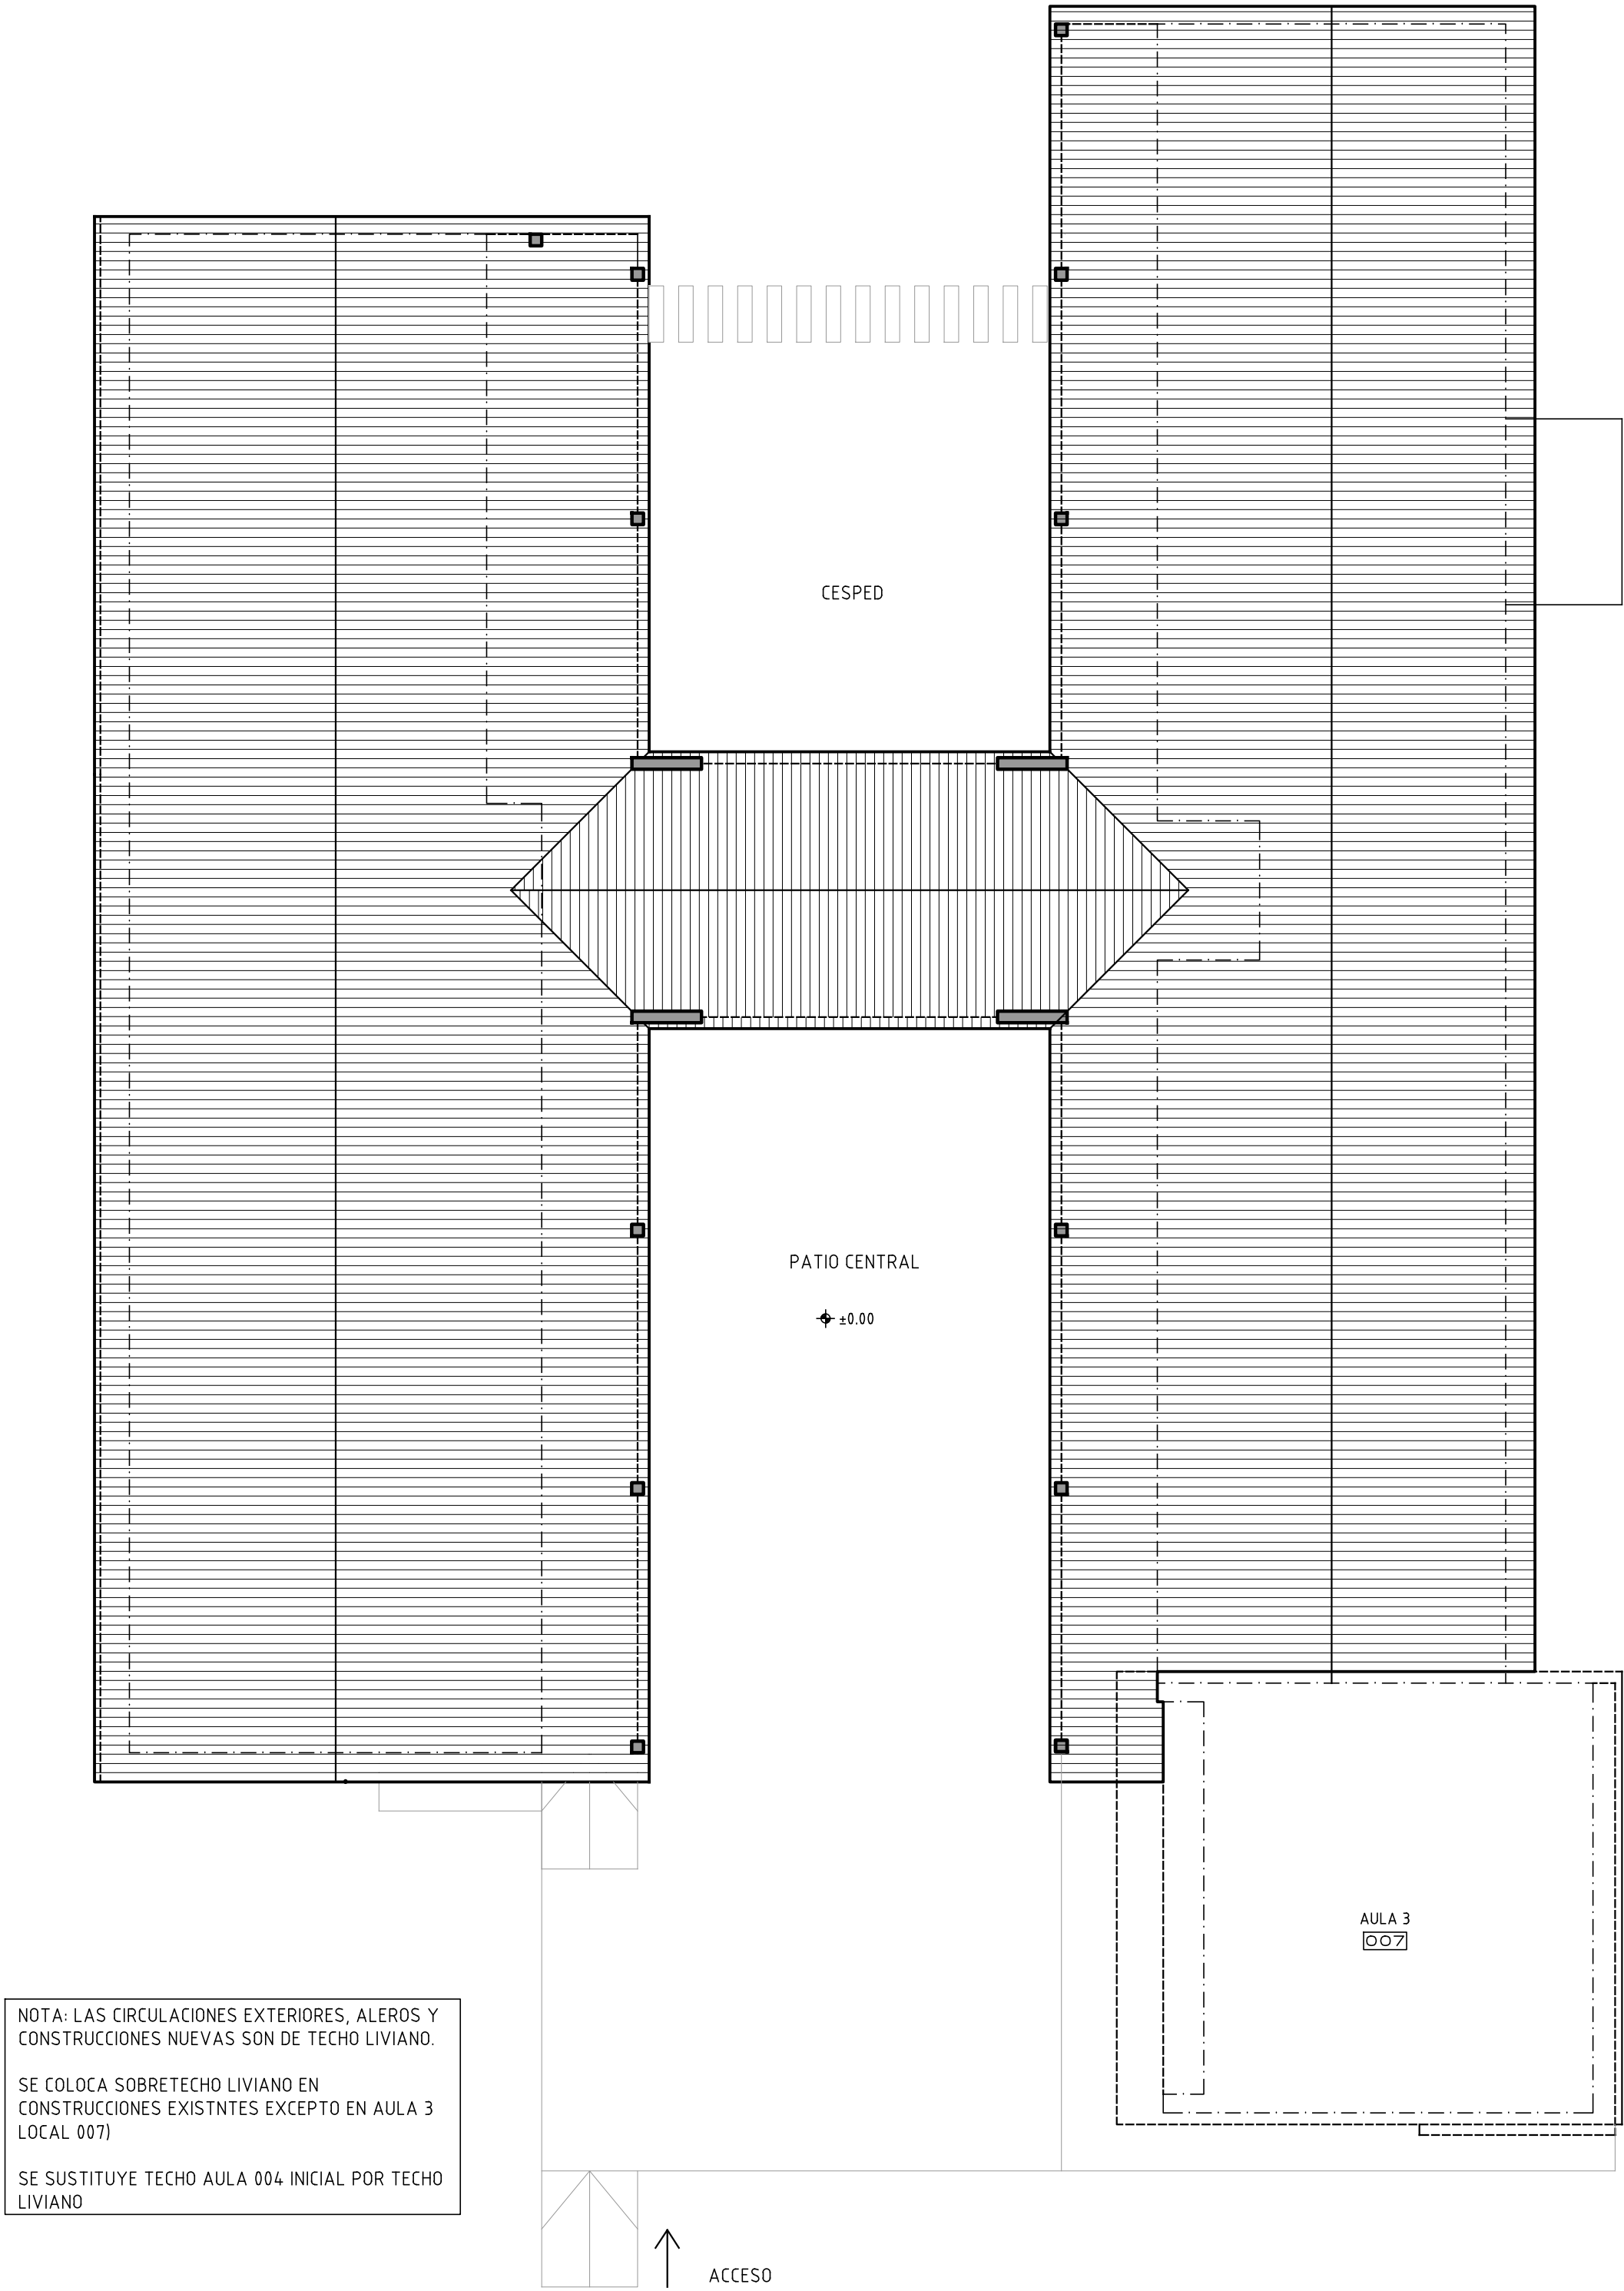 CESPED
PATIO CENTRAL
±0.00
AULA 3
007
NOTA: LAS CIRCULACIONES EXTERIORES, ALEROS Y
CONSTRUCCIONES NUEVAS SON DE TECHO LIVIANO.
SE COLOCA SOBRETECHO LIVIANO EN
CONSTRUCCIONES EXISTNTES EXCEPTO EN AULA 3
LOCAL 007)
SE SUSTITUYE TECHO AULA 004 INICIAL POR TECHO
LIVIANO
ACCESO